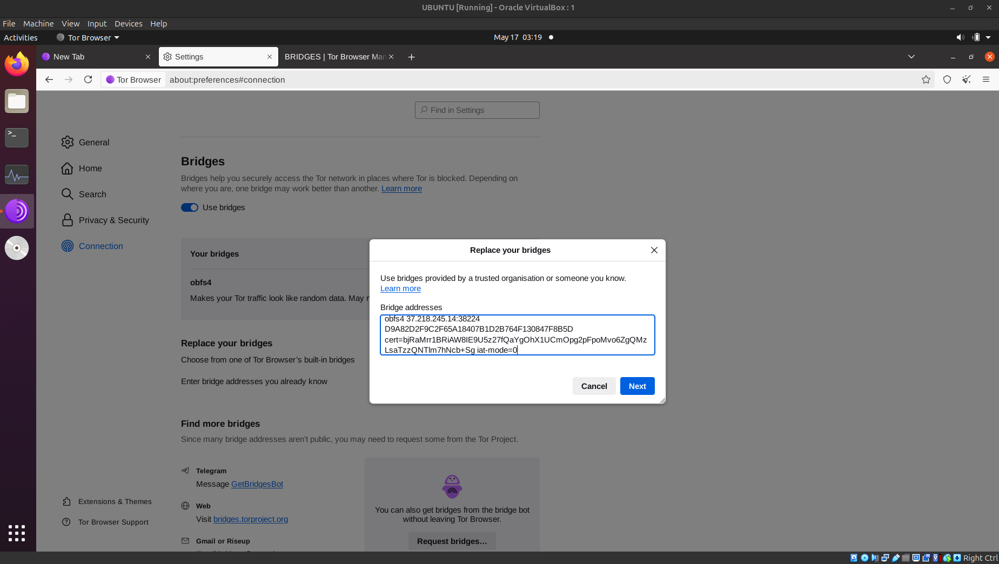 UBUNTU [Running] - Oracle VirtualBox : 1
File Machine View Input Devices Help
Activities Tor Browser May 17 03:19
New Tab Settings BRIDGES | Tor Browser Man
Tor Browser about:preferences#connection
Find in Settings
General
Home
Search
Privacy & Security
Connection
Extensions & Themes
Tor Browser Support
Bridges
Bridges help you securely access the Tor network in places where Tor is blocked. Depending on
where you are, one bridge may work better than another. Learn more
Use bridges
Your bridges
obfs4
Makes your Tor traffic look like random data. May
Replace your bridges
Choose from one of Tor Browser's built-in bridges
Enter bridge addresses you already know
Find more bridges
Since many bridge addresses aren't public, you may need to request some from the Tor Project.
Telegram
Message GetBridgesBot
Web
Visit bridges.torproject.org
Gmail or Riseup
You can also get bridges from the bridge bot
without leaving Tor Browser.
Request bridges…
Replace your bridges
Use bridges provided by a trusted organisation or someone you know.
Learn more
Bridge addresses
obfs4 37.218.245.14:38224
D9A82D2F9C2F65A18407B1D2B764F130847F8B5D
cert=bjRaMrr1BRiAW8IE9U5z27fQaYgOhX1UCmOpg2pFpoMvo6ZgQMz
LsaTzzQNTlm7hNcb+Sg iat-mode=0
Cancel Next
Right Ctrl